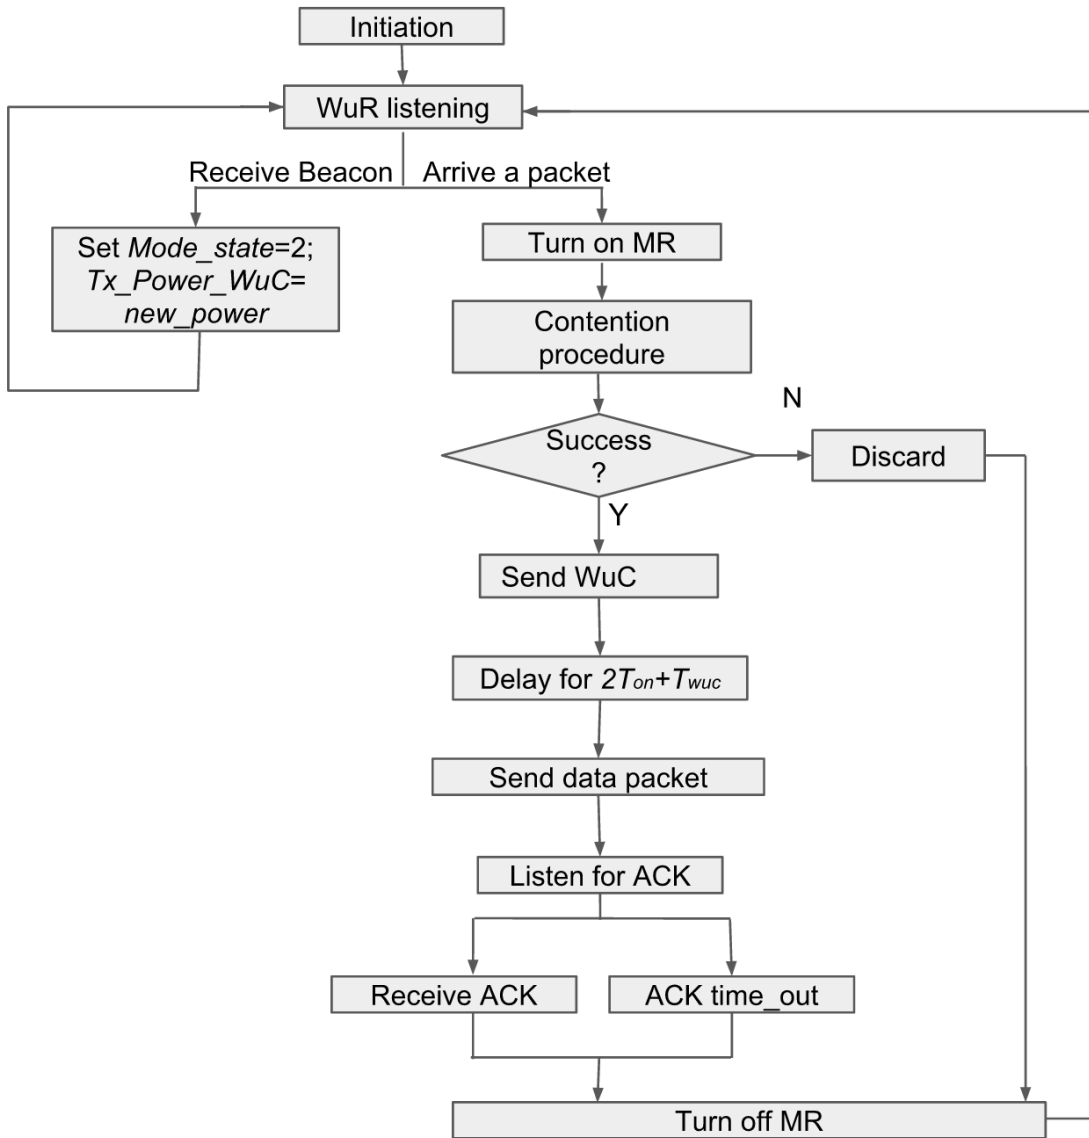 Initiation
WuR listening
Receive Beacon
Arrive a packet
Set Mode_state=2;
Tx_Power_WuC=
new_power
Turn on MR
Contention
procedure
N
Success
?
Discard
Y
Send WuC
Delay for 2Ton+Twuc
Send data packet
Listen for ACK
Receive ACK
ACK time_out
Turn off MR